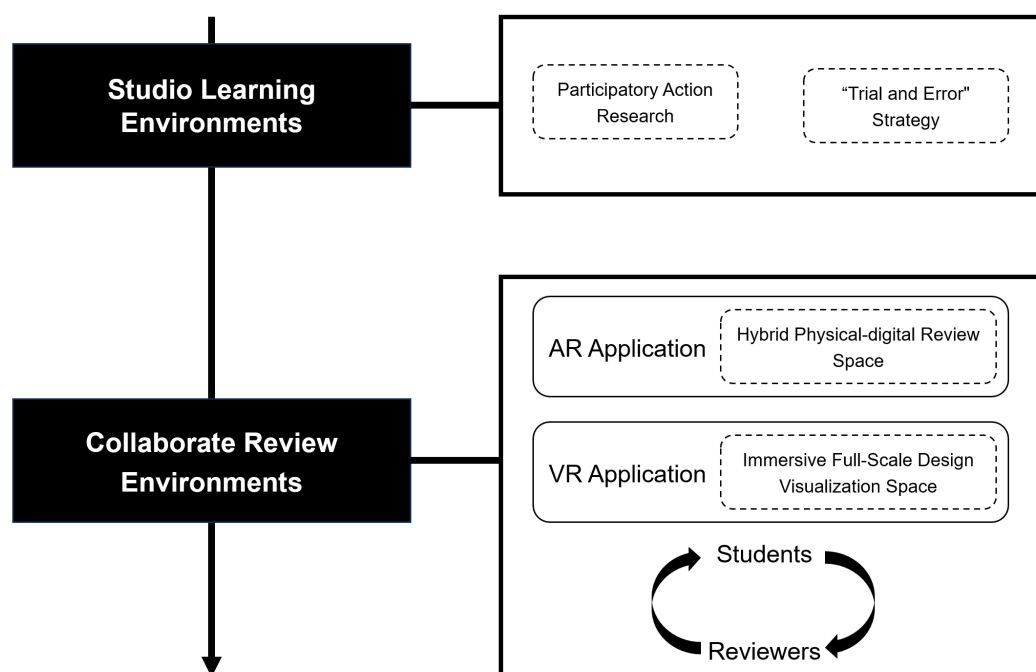 Studio Learning
Environments
Participatory Action
Research
“Trial and Error"
Strategy
AR Application
Hybrid Physical-digital Review
Space
Collaborate Review
Environments
VR Application
Immersive Full-Scale Design
Visualization Space
Students
Reviewers